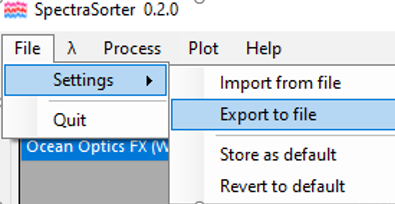 SpectraSorter 0.2.0
File λ Process Plot Help
Settings
Quit
Import from file
Export to file
Store as default
Revert to default
Ocean Optics FX (W